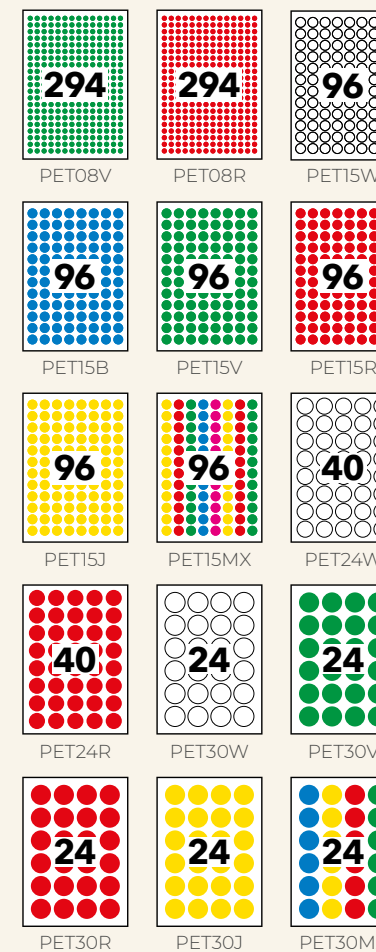 294 294 96
PET08V PET08R PET15W
96 96 96
PET15B PET15V PET15R
96 96 40
PET15J PET15MX PET24W
40 24 24
PET24R PET30W PET30V
24 24 24
PET30R PET30J PET30M